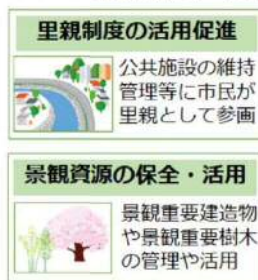 里親制度の活用促進
公共施設の維持
管理等に市民が
里親として参画
景観資源の保全・活用
景観重要建造物
や景観重要樹木
の管理や活用